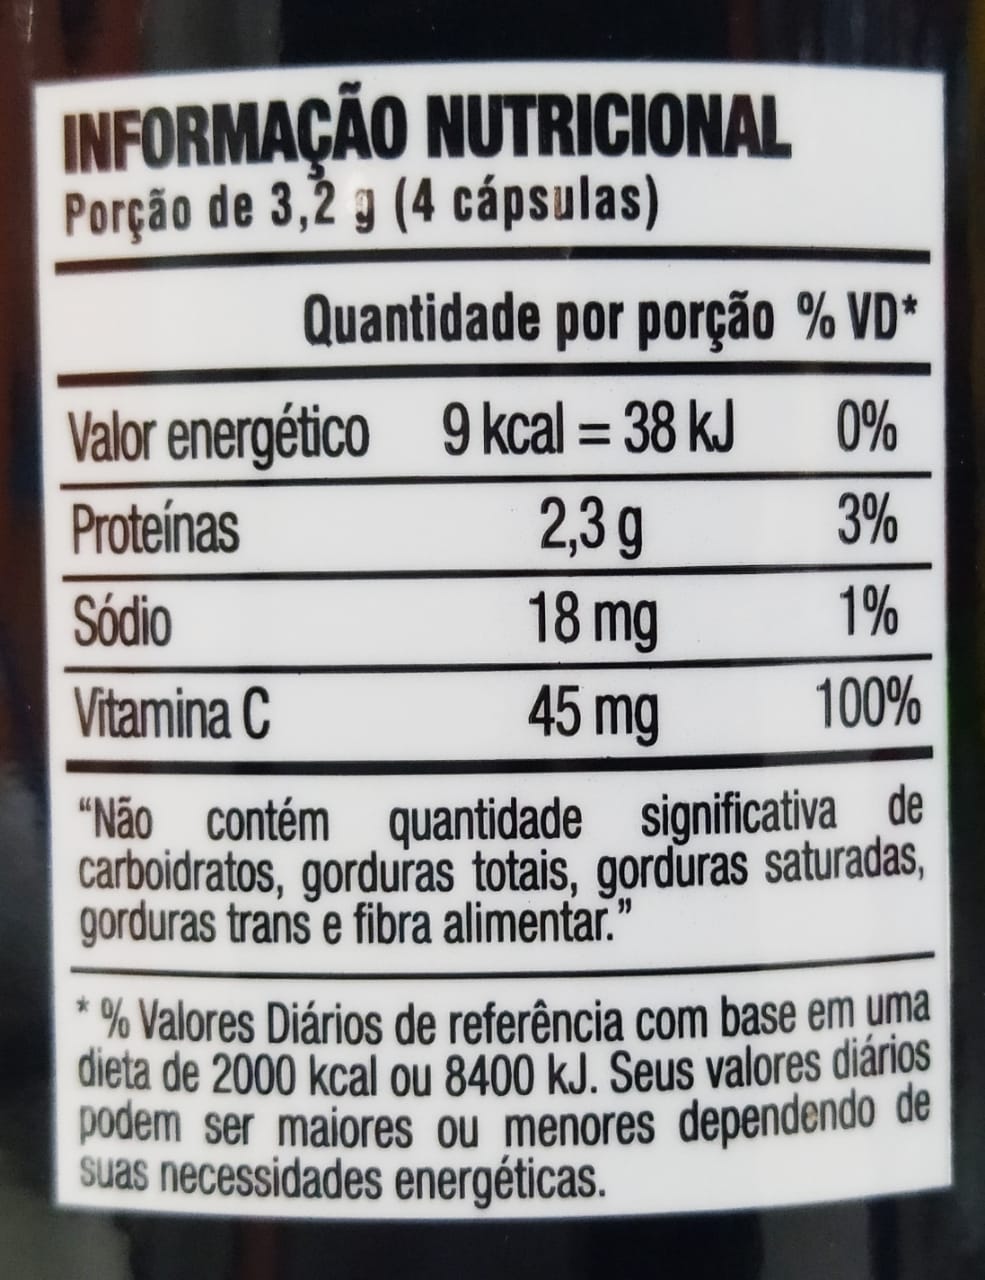 INFORMAÇÃO NUTRICIONAL
Porção de 3,2 g (4 cápsulas)
Quantidade por porção % VD*
Valor energético 9 kcal = 38 kJ 0%
Proteínas 2,3 g 3%
Sódio 18 mg 1%
Vitamina C 45 mg 100%
“Não contém quantidade significativa de
carboidratos, gorduras totais, gorduras saturadas,
gorduras trans e fibra alimentar.”
* % Valores Diários de referência com base em uma
dieta de 2000 kcal ou 8400 kJ. Seus valores diários
podem ser maiores ou menores dependendo de
suas necessidades energéticas.